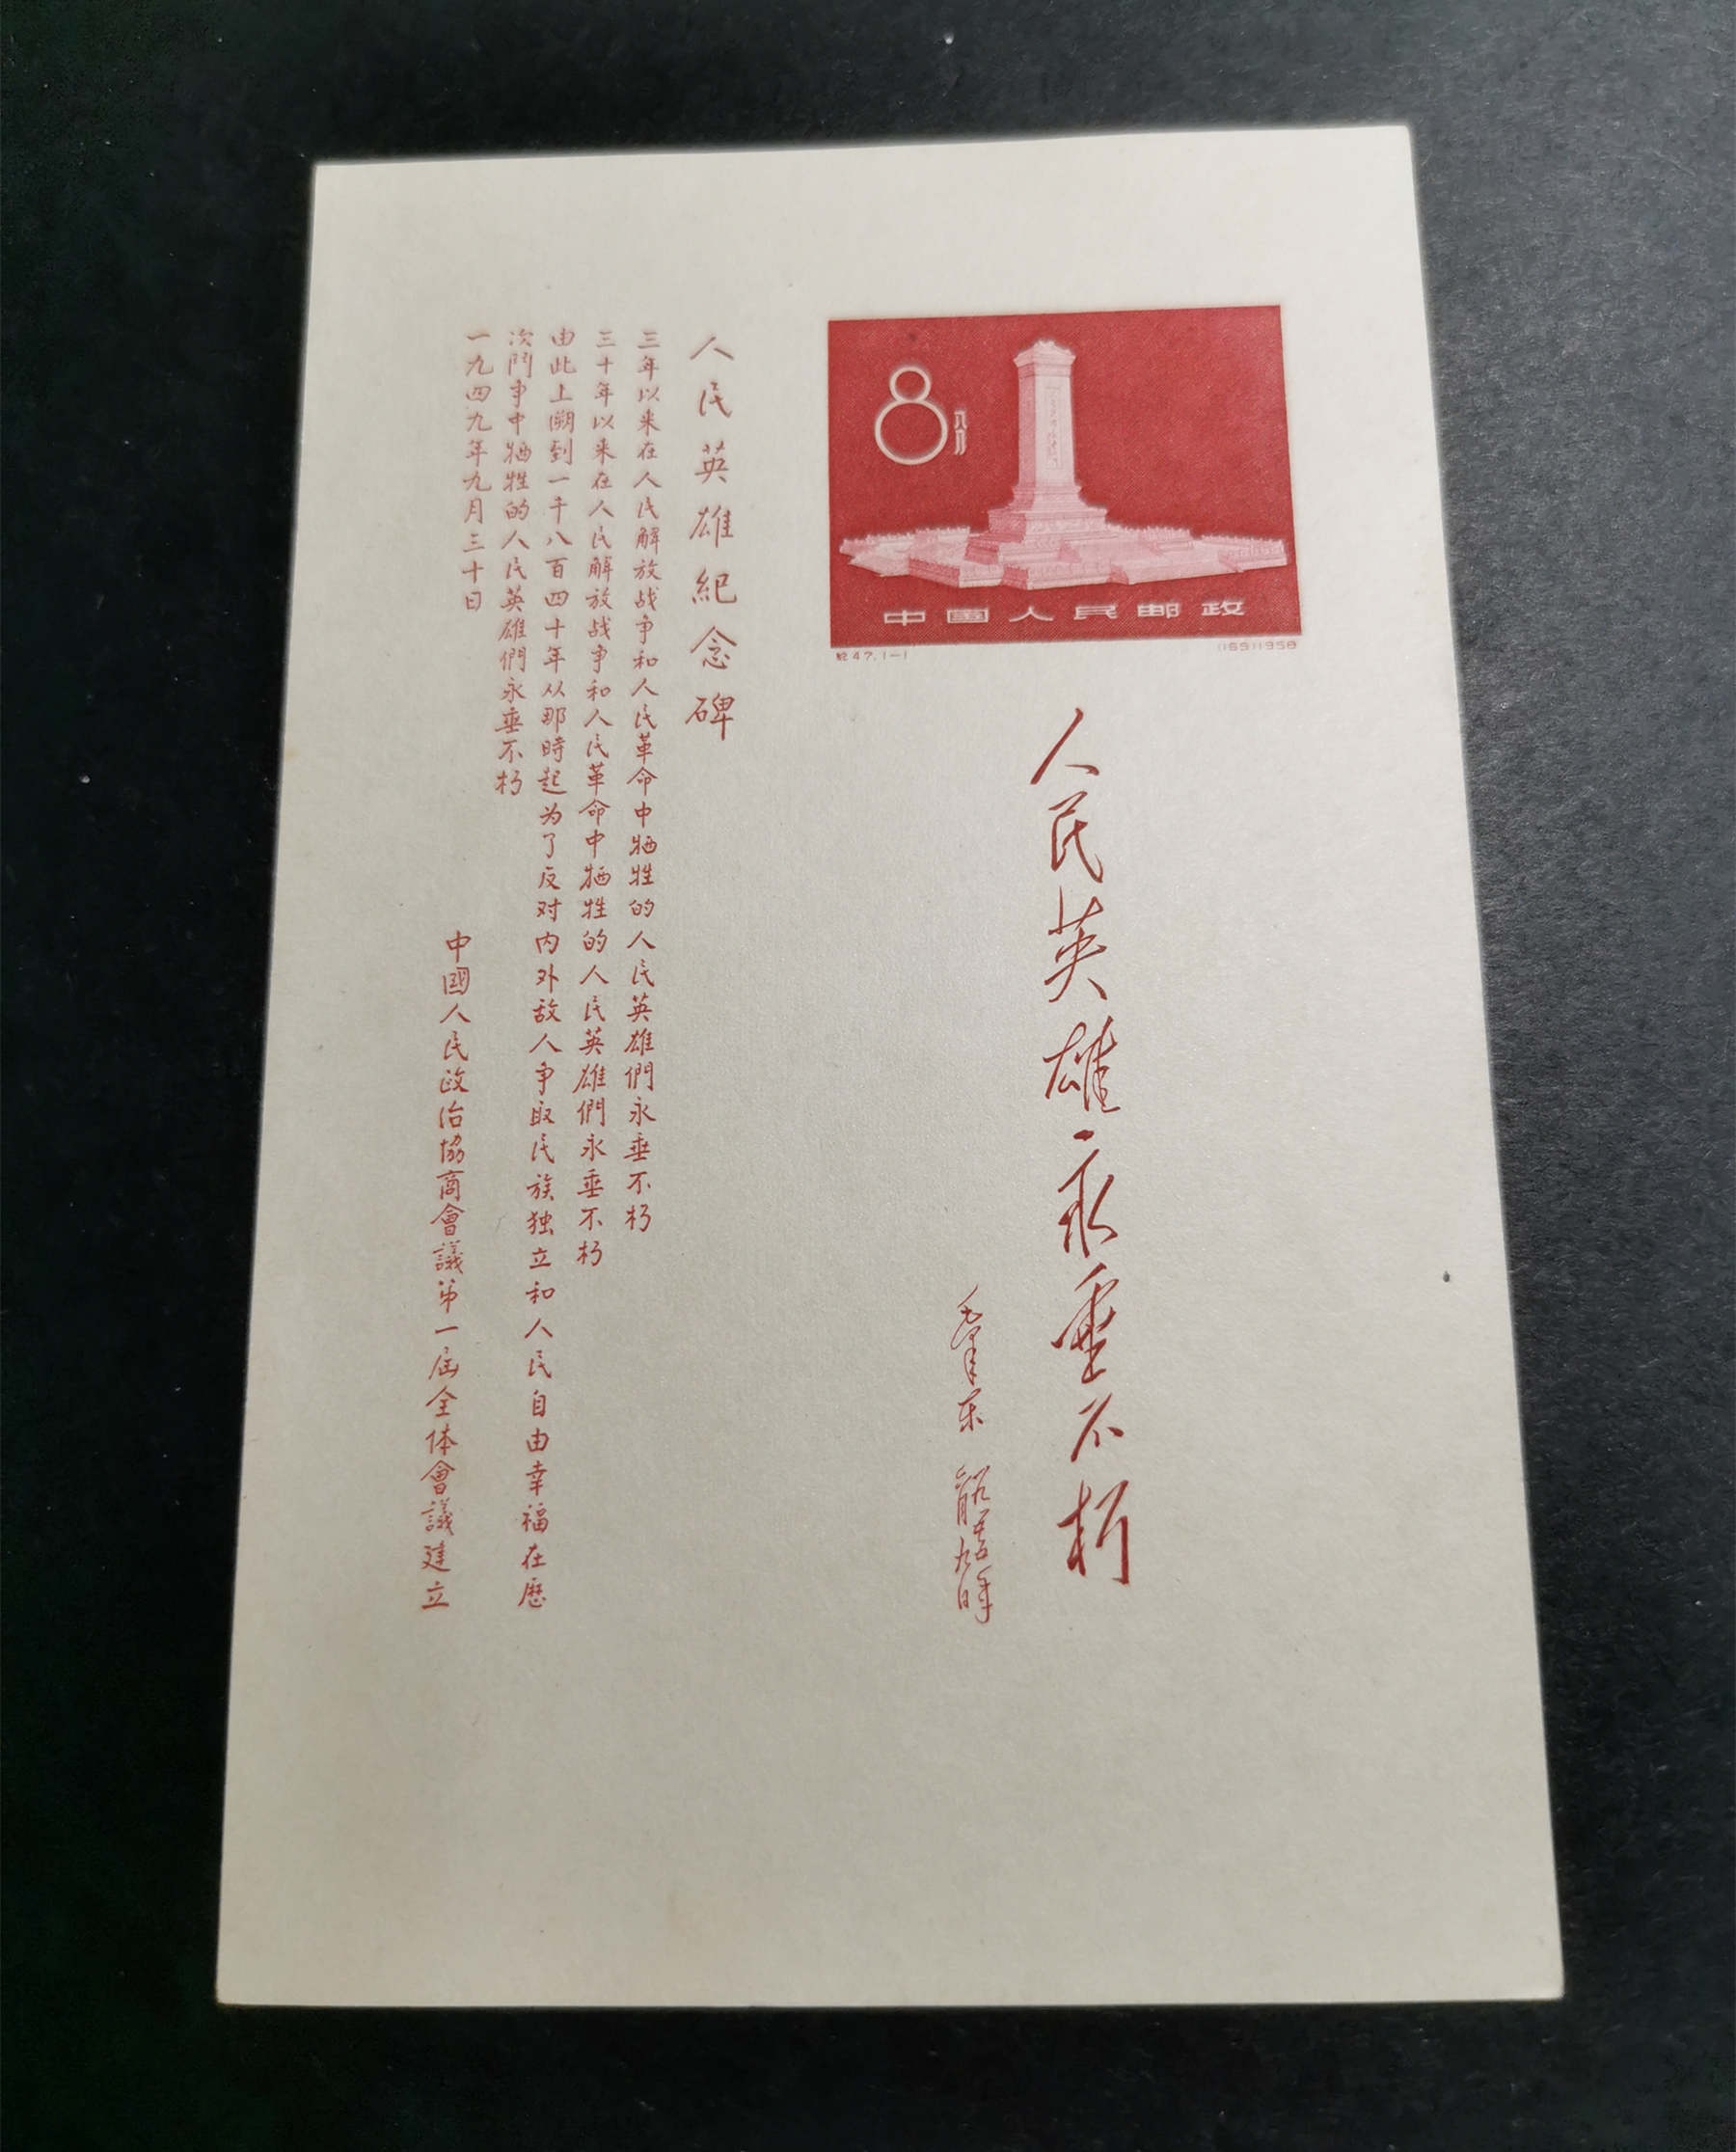 8 八分
中國人民邮政
紀47.1—1
(169)1958
人民英雄永垂不朽
毛澤東
人民英雄紀念碑
三年以来在人民解放战争和人民革命中牺牲的人民英雄們永垂不朽
三十年以来在人民解放战争和人民革命中牺牲的人民英雄們永垂不朽
由此上溯到一千八百四十年从那時起为了反对内外敌人争取民族独立和人民自由幸福在歷
次鬥争中牺牲的人民英雄們永垂不朽
一九四九年九月三十日
中國人民政治協商會議第一届全体會議建立